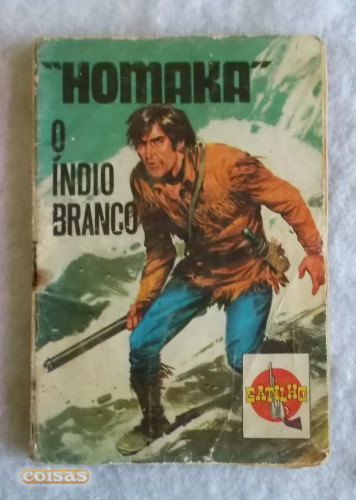 "HOMAKA"
O
ÍNDIO
BRANCO
GATILHO
coisas